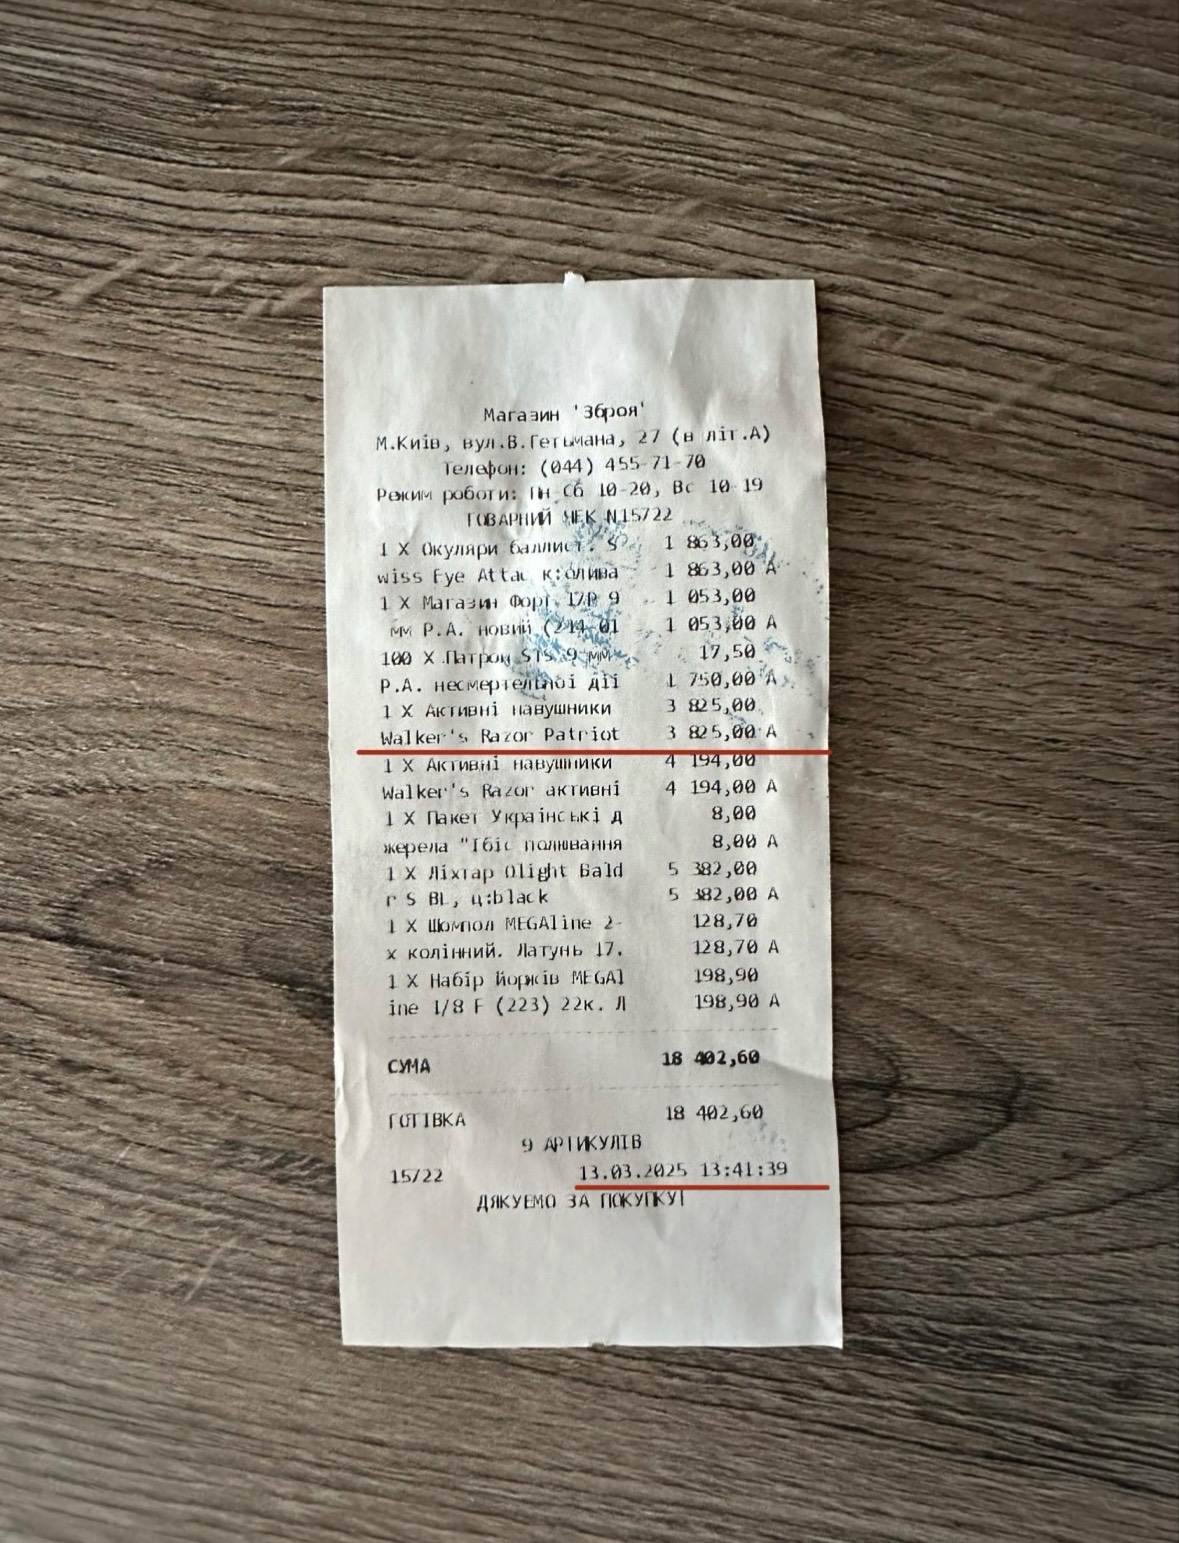 Магазин 'Зброя'
М.Київ, вул.В.Гетьмана, 27 (в літ.А)
Телефон: (044) 455-71-70
Режим роботи: Пн Сб 10-20, Вс 10-19
ТОВАРНИЙ ЧЕК N15722
1 X Окуляри баллист. S 1 863,00
wiss Eye Attac к:олива 1 863,00 А
1 X Магазин Форт 17Р 9 1 053,00
мм Р.А. новий (214-01 1 053,00 А
100 X Патрон STS 9 мм 17,50
Р.А. несмертельної дії 1 750,00 А
1 X Активні навушники 3 825,00
Walker's Razor Patriot 3 825,00 А
1 X Активні навушники 4 194,00
Walker's Razor активні 4 194,00 А
1 X Пакет Українські д 8,00
жерела "Ібіс полювання 8,00 А
1 X Ліхтар Olight Bald 5 382,00
r S BL, ц:black 5 382,00 А
1 X Шомпол MEGAline 2- 128,70
х колінний. Латунь 17. 128,70 А
1 X Набір йоржів MEGAl 198,90
ine 1/8 F (223) 22к. Л 198,90 А
СУМА 18 402,60
ГОТІВКА 18 402,60
9 АРТИКУЛІВ
15722 13.03.2025 13:41:39
ДЯКУЕМО ЗА ПОКУПКУ!